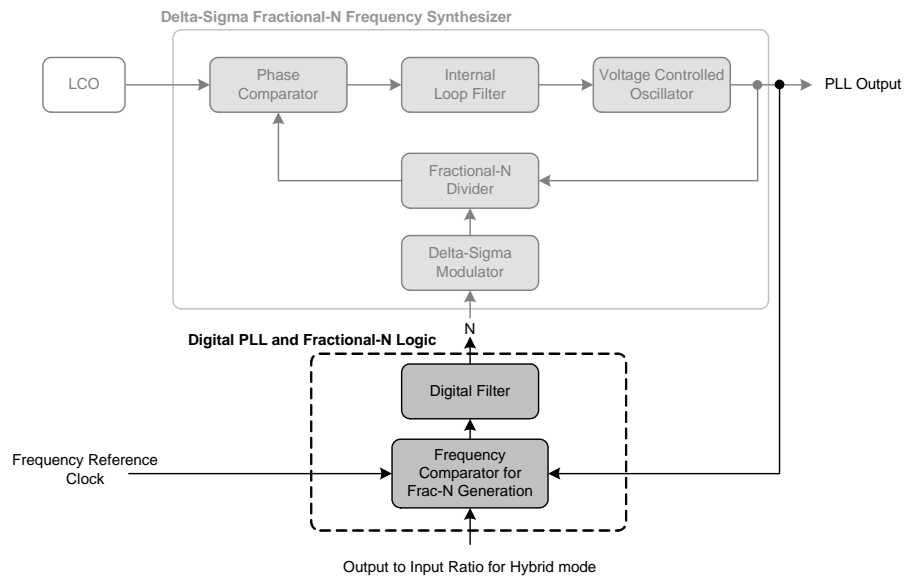 Delta-Sigma Fractional-N Frequency Synthesizer
LCO
Phase
Comparator
Internal
Loop Filter
Voltage Controlled
Oscillator
PLL Output
Fractional-N
Divider
Delta-Sigma
Modulator
N
Digital PLL and Fractional-N Logic
Digital Filter
Frequency Reference
Clock
Frequency
Comparator for
Frac-N Generation
Output to Input Ratio for Hybrid mode